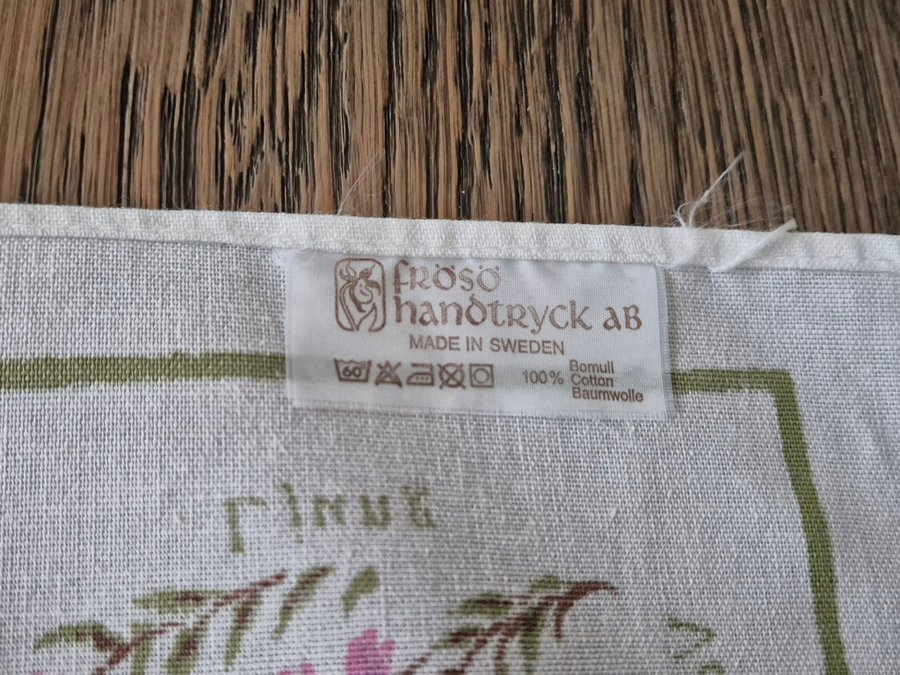 frösö
handtryck AB
MADE IN SWEDEN
60
100%
Bomull
Cotton
Baumwolle